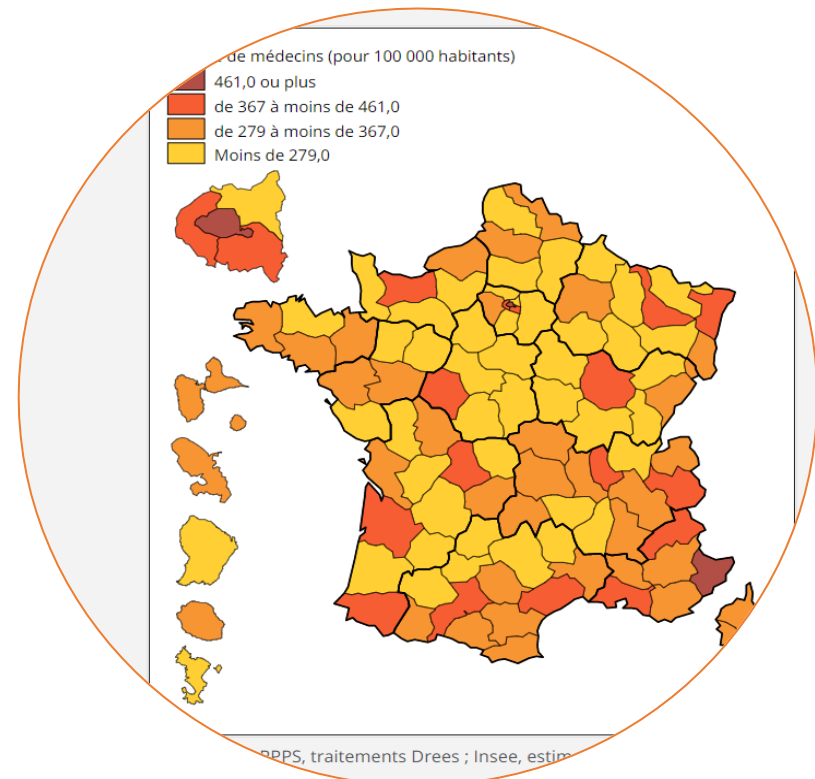 de médecins (pour 100 000 habitants)
461,0 ou plus
de 367 à moins de 461,0
de 279 à moins de 367,0
Moins de 279,0
BPPS, traitements Drees ; Insee, estim